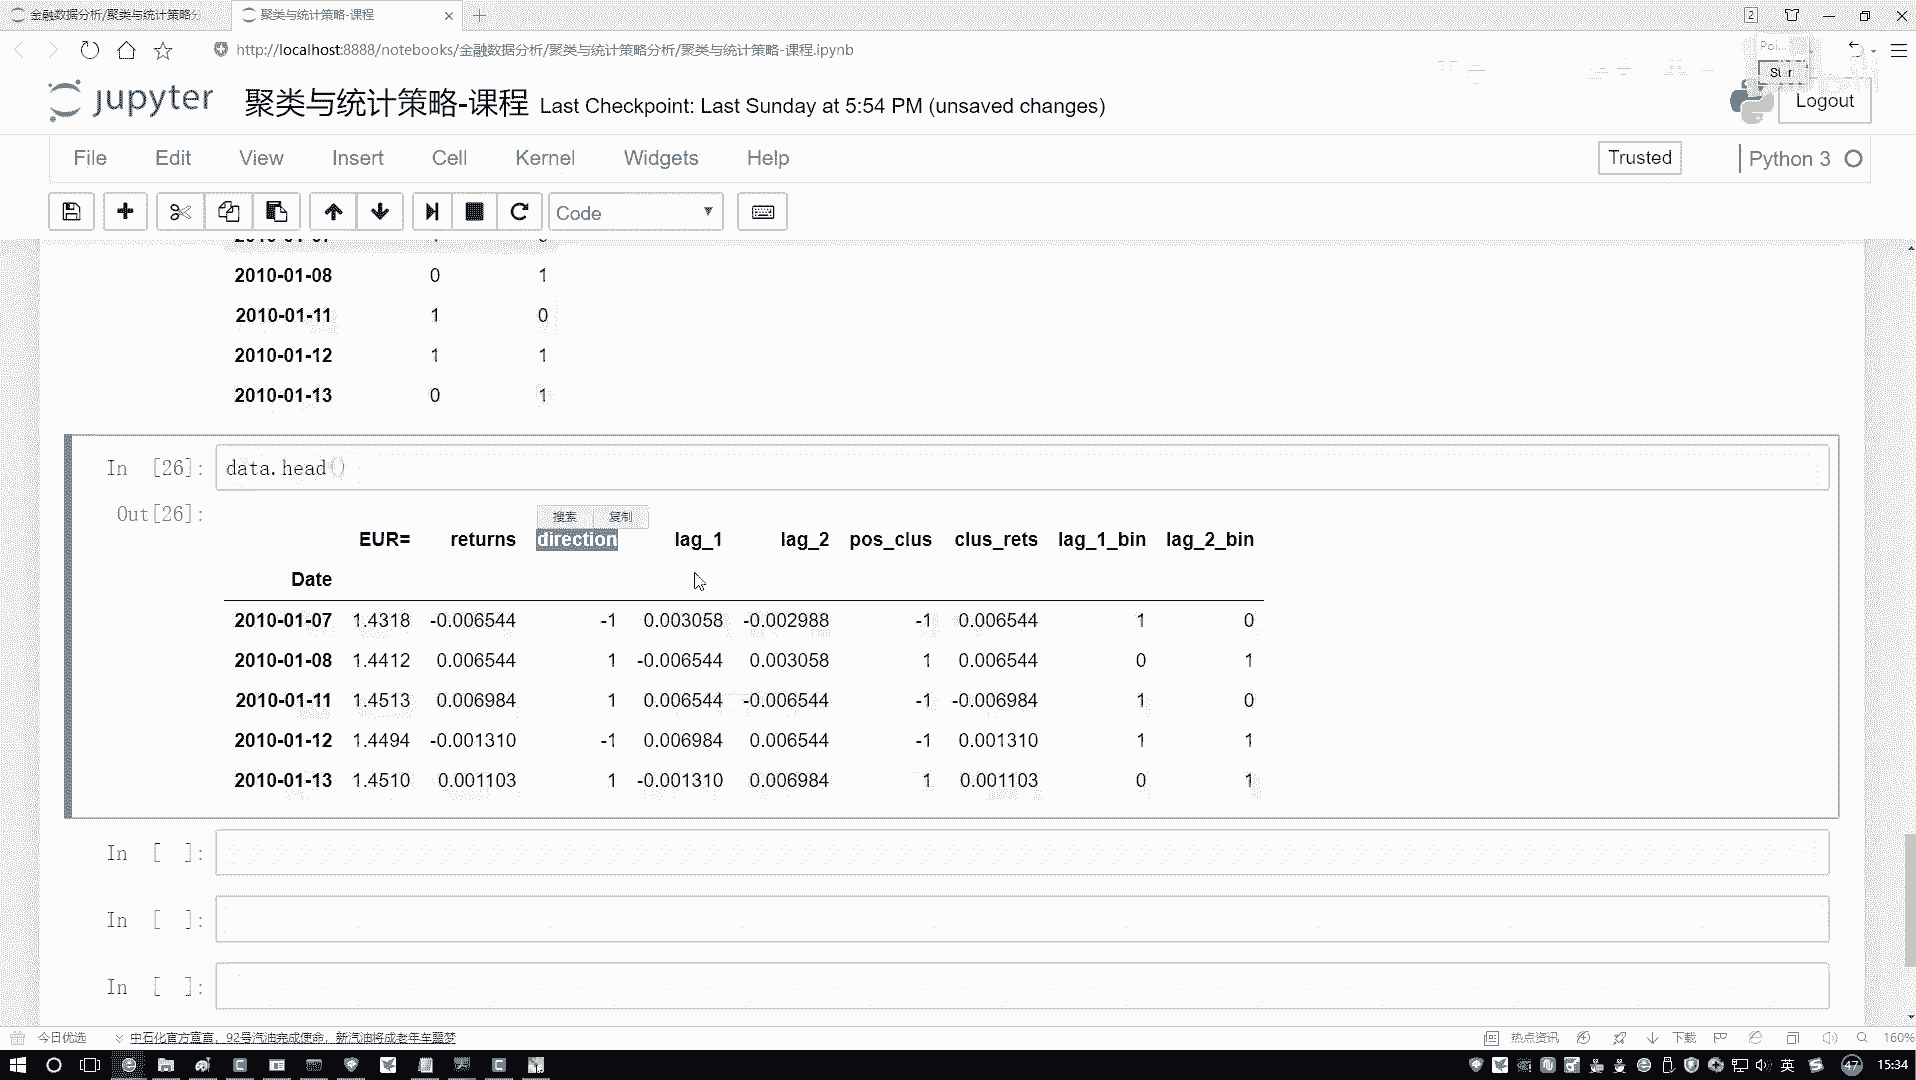 金融数据分析/聚类与统计策略分
聚类与统计策略-课程
2
http://localhost:8888/notebooks/金融数据分析/聚类与统计策略分析/聚类与统计策略-课程.ipynb
Poi...
jupyter 聚类与统计策略-课程 Last Checkpoint: Last Sunday at 5:54 PM (unsaved changes)
Logout
File Edit View Insert Cell Kernel Widgets Help
Trusted
Python 3
Code
2010-01-08 0 1
2010-01-11 1 0
2010-01-12 1 1
2010-01-13 0 1
In [26]: data.head()
Out[26]:
搜索 复制
EUR= returns direction lag_1 lag_2 pos_clus clus_rets lag_1_bin lag_2_bin
Date
2010-01-07 1.4318 -0.006544 -1 0.003058 -0.002988 -1 0.006544 1 0
2010-01-08 1.4412 0.006544 1 -0.006544 0.003058 1 0.006544 0 1
2010-01-11 1.4513 0.006984 1 0.006544 -0.006544 -1 -0.006984 1 0
2010-01-12 1.4494 -0.001310 -1 0.006984 0.006544 -1 0.001310 1 1
2010-01-13 1.4510 0.001103 1 -0.001310 0.006984 1 0.001103 0 1
In [ ]:
In [ ]:
In [ ]:
今日优选
中石化官方宣言,92号汽油完成使命,新汽油将成老年车噩梦
热点资讯
下载
160%
英
47
15:34